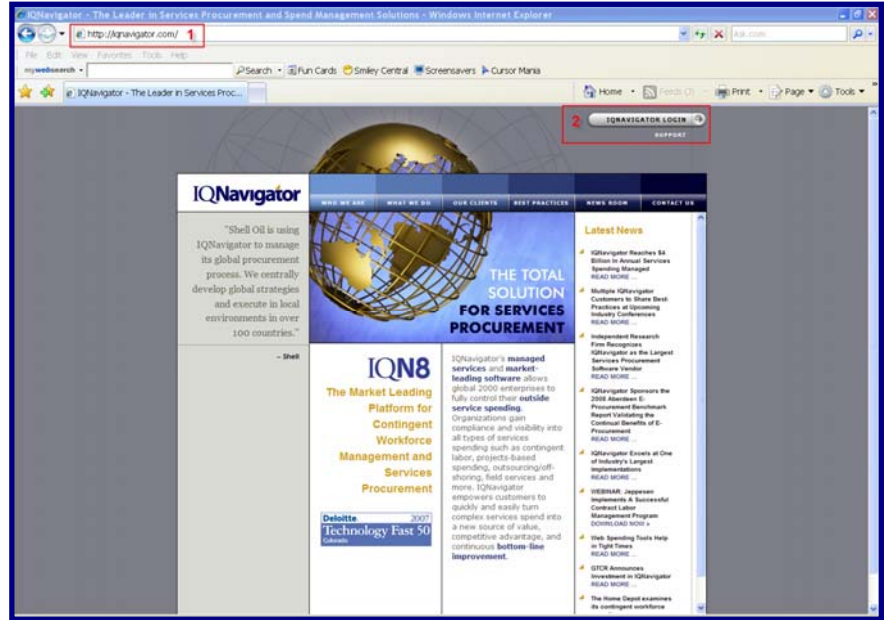 IQNavigator - The Leader in Services Procurement and Spend Management Solutions - Windows Internet Explorer
http://iqnavigator.com/ 1
Ask.com
File Edit View Favorites Tools Help
mywebsearch Search Fun Cards Smiley Central Screensavers Cursor Mania
IQNavigator - The Leader in Services Proc...
Home Feeds (J) Print Page Tools
2 IQNAVIGATOR LOGIN
SUPPORT
IQNavigator
WHO WE ARE WHAT WE DO OUR CLIENTS BEST PRACTICES NEWS ROOM CONTACT US
"Shell Oil is using
IQNavigator to manage
its global procurement
process. We centrally
develop global strategies
and execute in local
environments in over
100 countries."
– Shell
THE TOTAL
SOLUTION
FOR SERVICES
PROCUREMENT
IQN8
The Market Leading
Platform for
Contingent
Workforce
Management and
Services
Procurement
Deloitte 2007
Technology Fast 50
Colorado
IQNavigator's managed
services and market-
leading software allows
global 2000 enterprises to
fully control their outside
service spending.
Organizations gain
compliance and visibility into
all types of services
spending such as contingent
labor, projects-based
spending, outsourcing/off-
shoring, field services and
more. IQNavigator
empowers customers to
quickly and easily turn
complex services spend into
a new source of value,
competitive advantage, and
continuous bottom-line
improvement.
Latest News
IQNavigator Reaches $4
Billion in Annual Services
Spending Managed
READ MORE ...
Multiple IQNavigator
Customers to Share Best-
Practices at Upcoming
Industry Conferences
READ MORE ...
Independent Research
Firm Recognizes
IQNavigator as the Largest
Services Procurement
Software Vendor
READ MORE ...
IQNavigator Sponsors the
2008 Aberdeen E-
Procurement Benchmark
Report Validating the
Continual Benefits of E-
Procurement
READ MORE ...
IQNavigator Excels at One
of Industry's Largest
Implementations
READ MORE ...
WEBINAR: Jeppesen
Implements A Successful
Contract Labor
Management Program
DOWNLOAD NOW »
Web Spending Tools Help
in Tight Times
READ MORE ...
GTCR Announces
Investment in IQNavigator
READ MORE ...
The Home Depot examines
its contingent workforce